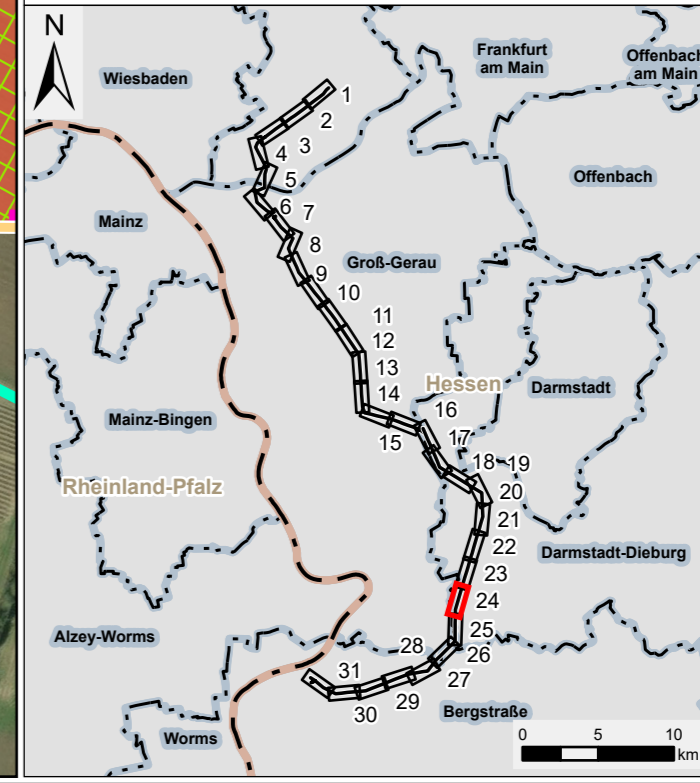 N
Wiesbaden
Frankfurt
am Main
Offenbach
am Main
1
2
3
4
5
Offenbach
6
7
Mainz
8
Groß-Gerau
9
10
11
12
13
Hessen
Darmstadt
14
16
15
Mainz-Bingen
17
18
19
Rheinland-Pfalz
20
21
22
Darmstadt-Dieburg
23
24
25
Alzey-Worms
28
26
31
27
29
30
Bergstraße
Worms
0 5 10
km